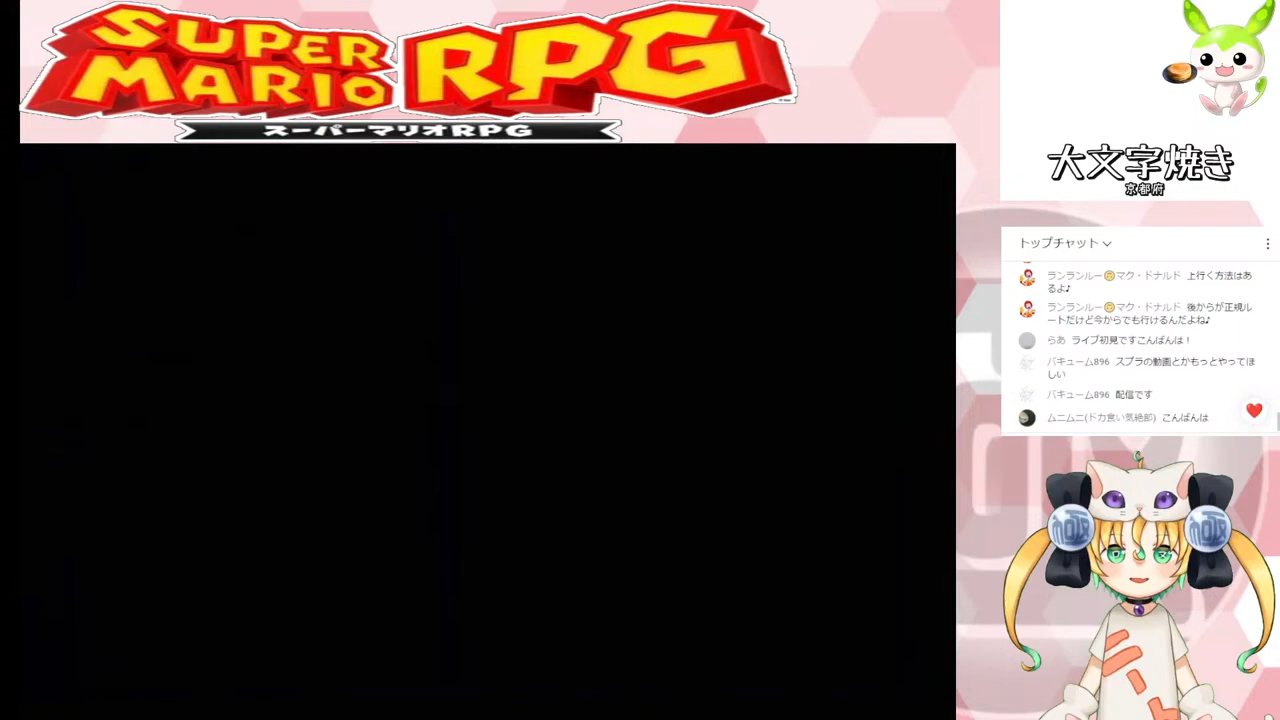 SUPER
MARIO RPG
スーパーマリオRPG
大文字焼き
京都府
トップチャット
ランランルー🙃マク・ドナルド 上行く方法はあ
るよ♪
ランランルー🙃マク・ドナルド 後からが正規ル
ートだけど今からでも行けるんだよね♪
らあ ライブ初見ですこんばんは！
バキューム896 スプラの動画とかもっとやってほ
しい
バキューム896 配信です
ムニムニ(ドカ食い気絶部) こんばんは
極 極